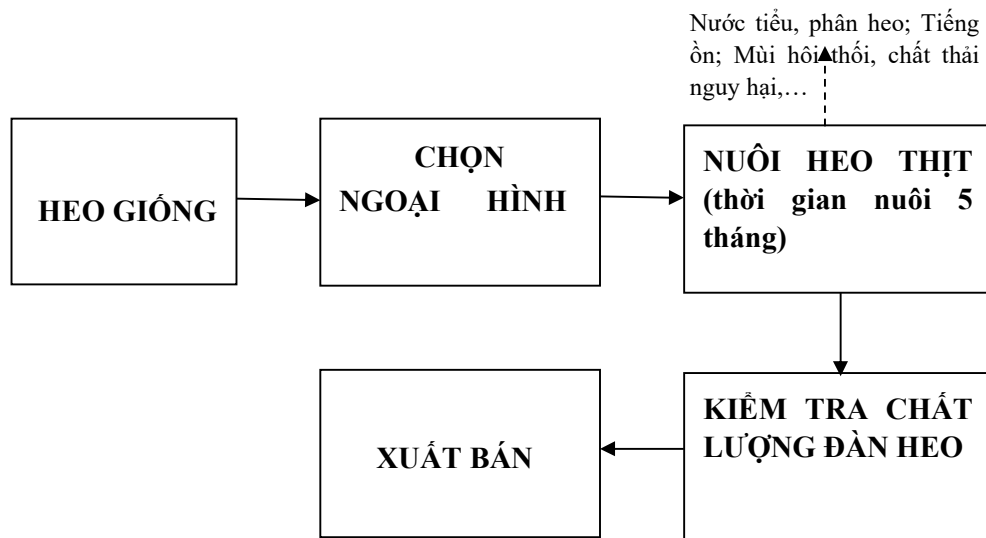 Nước tiểu, phân heo; Tiếng
ồn; Mùi hôi thối, chất thải
nguy hại,…
HEO GIỐNG
CHỌN
NGOẠI HÌNH
NUÔI HEO THỊT
(thời gian nuôi 5
tháng)
KIỂM TRA CHẤT
LƯỢNG ĐÀN HEO
XUẤT BÁN